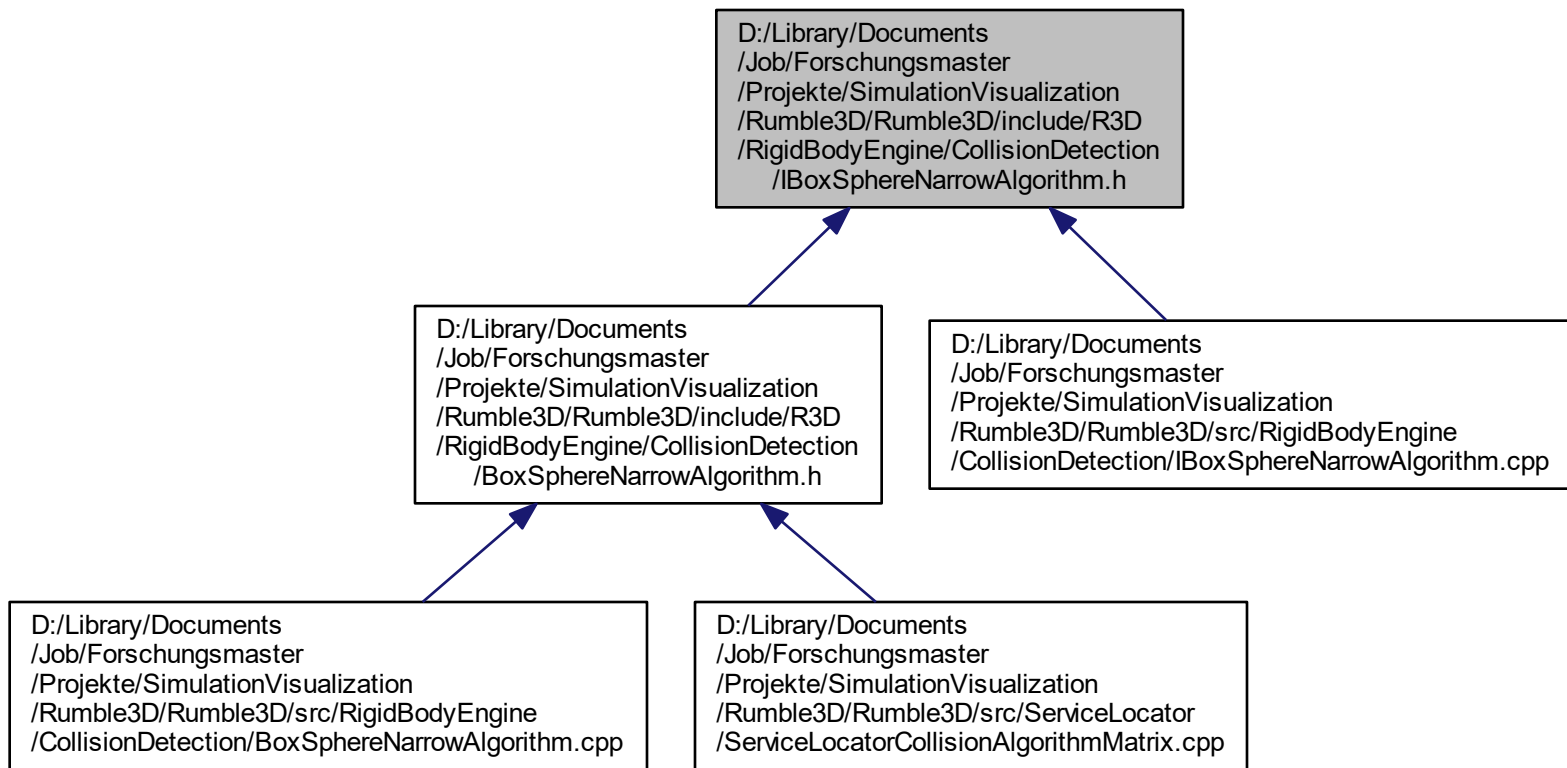 D:/Library/Documents
/Job/Forschungsmaster
/Projekte/SimulationVisualization
/Rumble3D/Rumble3D/include/R3D
/RigidBodyEngine/CollisionDetection
/IBoxSphereNarrowAlgorithm.h
D:/Library/Documents
/Job/Forschungsmaster
/Projekte/SimulationVisualization
/Rumble3D/Rumble3D/include/R3D
/RigidBodyEngine/CollisionDetection
/BoxSphereNarrowAlgorithm.h
D:/Library/Documents
/Job/Forschungsmaster
/Projekte/SimulationVisualization
/Rumble3D/Rumble3D/src/RigidBodyEngine
/CollisionDetection/IBoxSphereNarrowAlgorithm.cpp
D:/Library/Documents
/Job/Forschungsmaster
/Projekte/SimulationVisualization
/Rumble3D/Rumble3D/src/RigidBodyEngine
/CollisionDetection/BoxSphereNarrowAlgorithm.cpp
D:/Library/Documents
/Job/Forschungsmaster
/Projekte/SimulationVisualization
/Rumble3D/Rumble3D/src/ServiceLocator
/ServiceLocatorCollisionAlgorithmMatrix.cpp